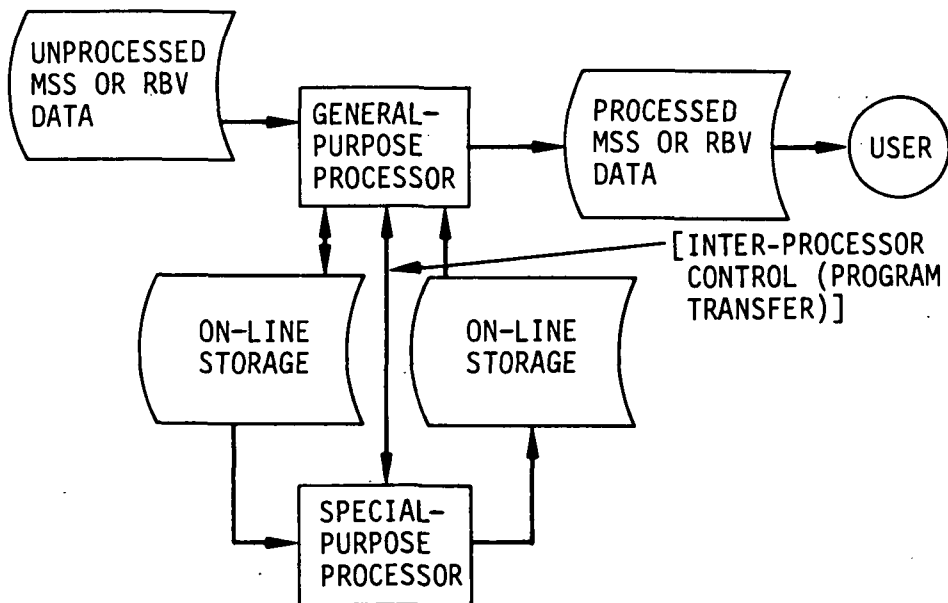 UNPROCESSED
MSS OR RBV
DATA
GENERAL-
PURPOSE
PROCESSOR
PROCESSED
MSS OR RBV
DATA
USER
[INTER-PROCESSOR
CONTROL (PROGRAM
TRANSFER)]
ON-LINE
STORAGE
ON-LINE
STORAGE
SPECIAL-
PURPOSE
PROCESSOR